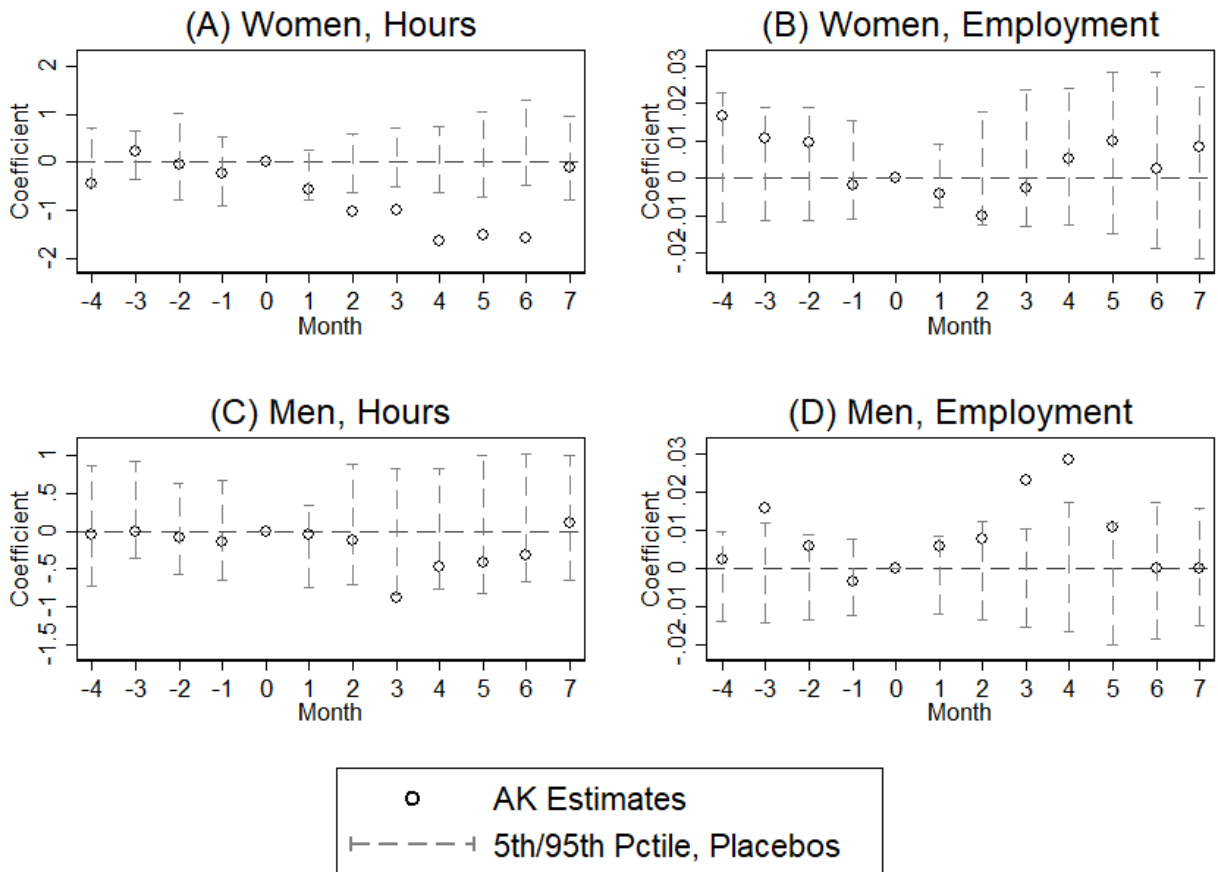 (A) Women, Hours
Coefficient
2
1
0
-1
-2
-4 -3 -2 -1 0 1 2 3 4 5 6 7
Month
(B) Women, Employment
Coefficient
.03
.02
.01
0
-.01
-.02
-4 -3 -2 -1 0 1 2 3 4 5 6 7
Month
(C) Men, Hours
Coefficient
1
.5
0
-.5
-1
-1.5
-4 -3 -2 -1 0 1 2 3 4 5 6 7
Month
(D) Men, Employment
Coefficient
.03
.02
.01
0
-.01
-.02
-4 -3 -2 -1 0 1 2 3 4 5 6 7
Month
AK Estimates
5th/95th Pctile, Placebos